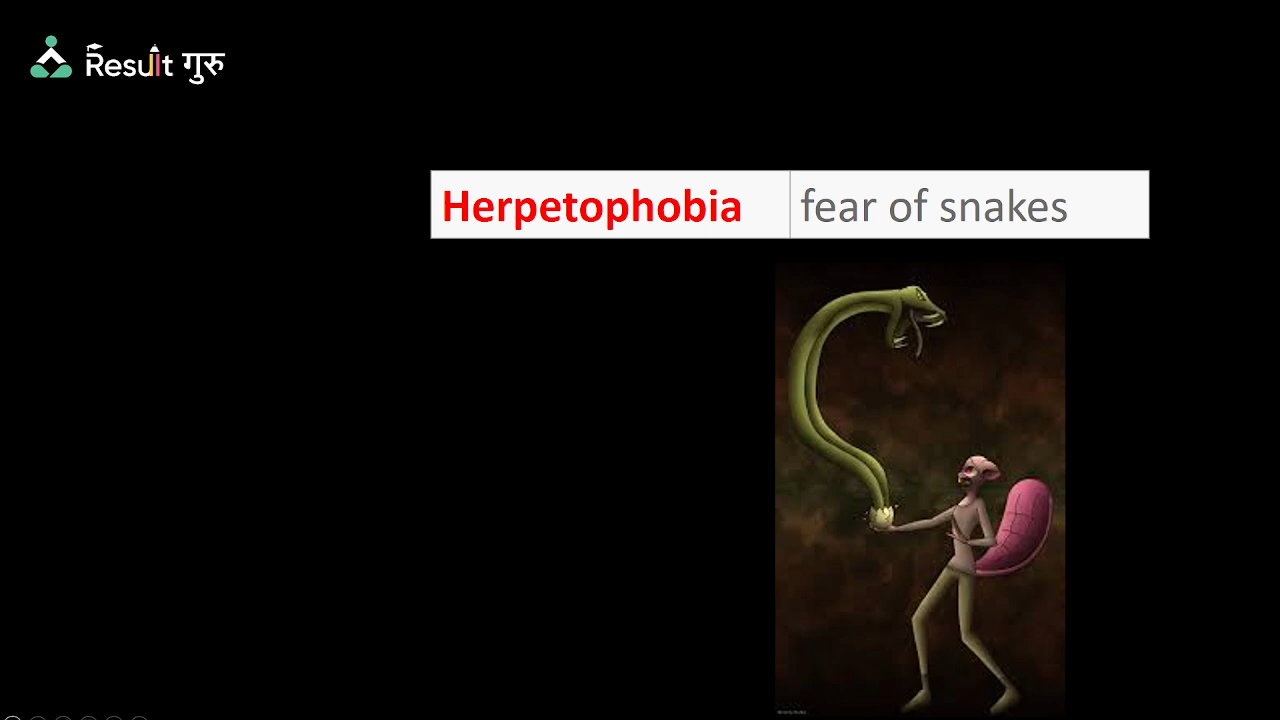 Result गुरु
Herpetophobia fear of snakes